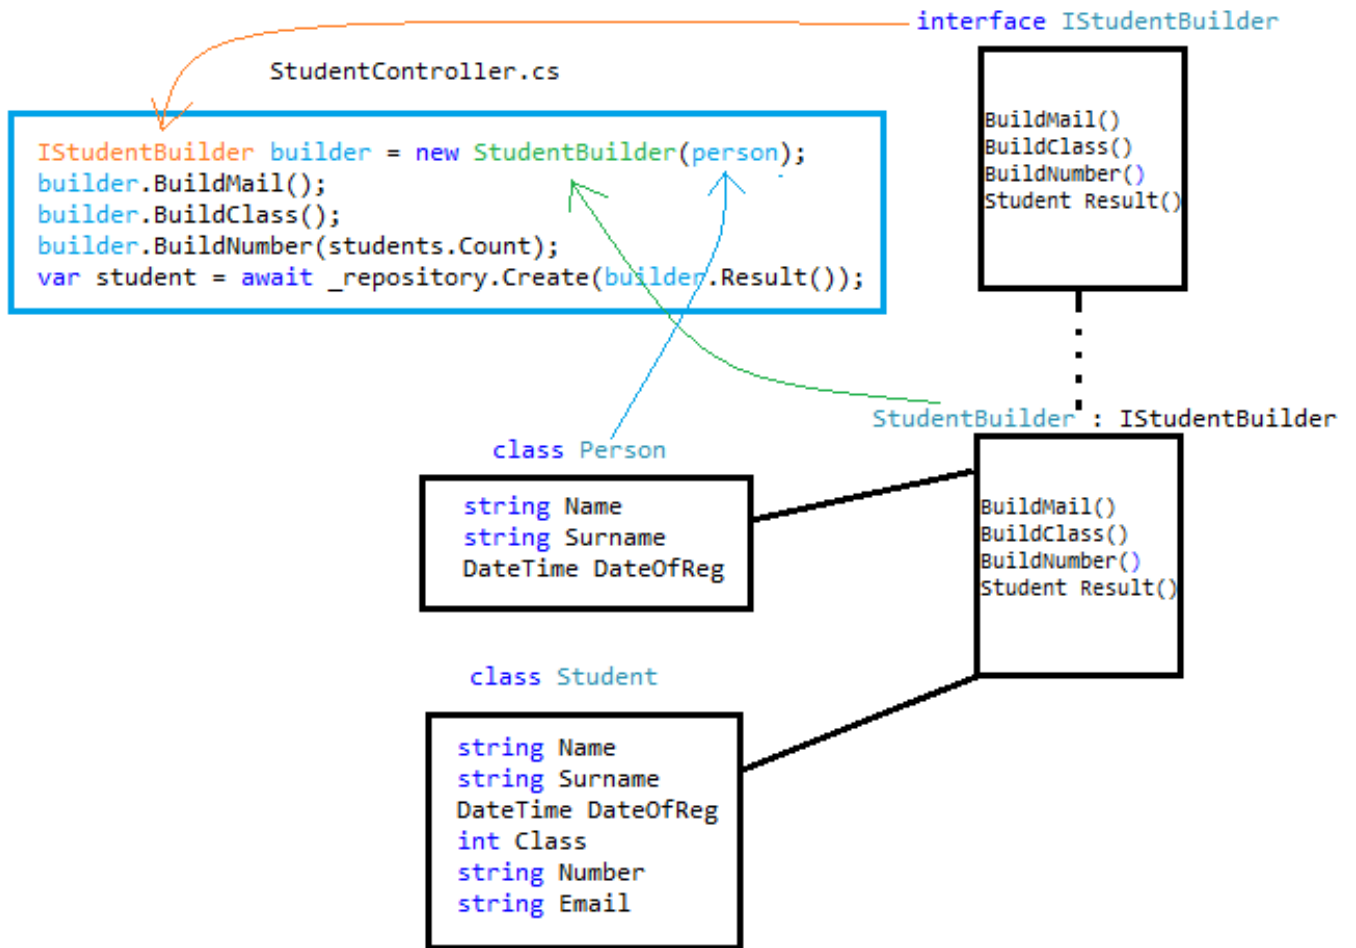 interface IStudentBuilder
StudentController.cs
IStudentBuilder builder = new StudentBuilder(person);
builder.BuildMail();
builder.BuildClass();
builder.BuildNumber(students.Count);
var student = await _repository.Create(builder.Result());
BuildMail()
BuildClass()
BuildNumber()
Student Result()
StudentBuilder : IStudentBuilder
BuildMail()
BuildClass()
BuildNumber()
Student Result()
class Person
string Name
string Surname
DateTime DateOfReg
class Student
string Name
string Surname
DateTime DateOfReg
int Class
string Number
string Email